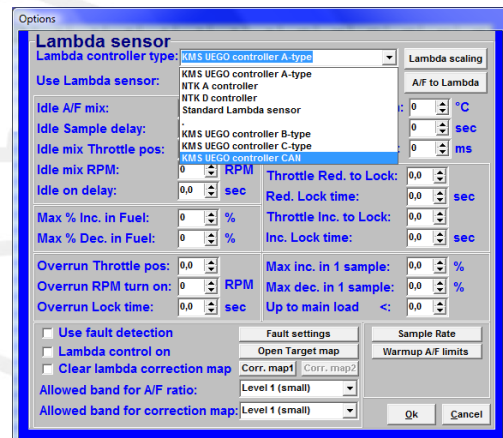 Options
Lambda sensor
Lambda controller type: KMS UEGO controller A-type Lambda scaling
KMS UEGO controller A-type
NTK A controller
NTK D controller
Standard Lambda sensor
.
KMS UEGO controller B-type
KMS UEGO controller C-type
KMS UEGO controller CAN
Use Lambda sensor: A/F to Lambda
Idle A/F mix: : 0 °C
Idle Sample delay: 0 sec
Idle mix Throttle pos: : 0 ms
Idle mix RPM: 0 RPM
Idle on delay: 0,0 sec
Throttle Red. to Lock: 0,0
Red. Lock time: 0,0 sec
Throttle Inc. to Lock: 0,0
Inc. Lock time: 0,0 sec
Max % Inc. in Fuel: 0 %
Max % Dec. in Fuel: 0 %
Overrun Throttle pos: 0,0
Overrun RPM turn on: 0 RPM
Overrun Lock time: 0,0 sec
Max inc. in 1 sample: 0,0 %
Max dec. in 1 sample: 0,0 %
Up to main load <: 0,0
Use fault detection Fault settings
Lambda control on Open Target map
Clear lambda correction map Corr. map1 Corr. map2
Allowed band for A/F ratio: Level 1 (small)
Allowed band for correction map: Level 1 (small)
Sample Rate
Warmup A/F limits
Ok Cancel